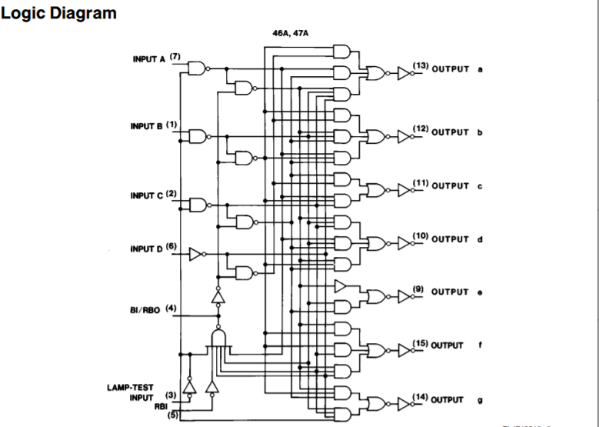 Logic Diagram
46A, 47A
INPUT A (7)
(13) OUTPUT a
INPUT B (1)
(12) OUTPUT b
(11) OUTPUT c
INPUT C (2)
(10) OUTPUT d
INPUT D (6)
(9) OUTPUT e
BI/RBO (4)
(15) OUTPUT f
LAMP-TEST
INPUT (3)
(14) OUTPUT g
RBI
(5)